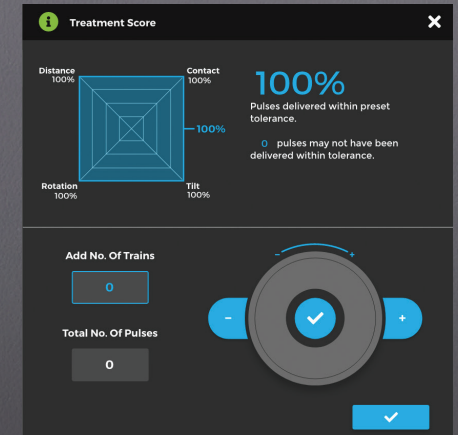 i Treatment Score
Distance
100%
Contact
100%
100%
Rotation
100%
Tilt
100%
100%
Pulses delivered within preset
tolerance.
0 pulses may not have been
delivered within tolerance.
Add No. Of Trains
0
Total No. Of Pulses
0
- +
- +